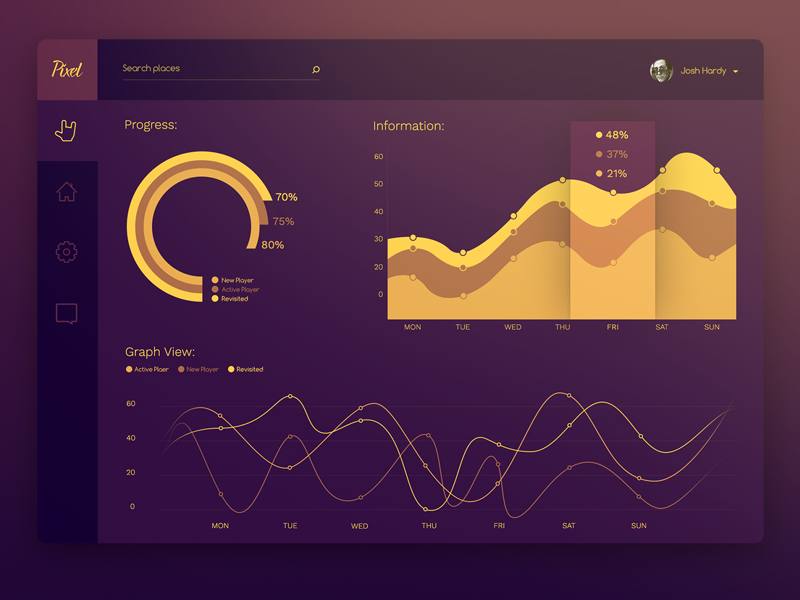 Pixel
Search places
Josh Hardy
Progress:
70%
75%
80%
New Player
Active Player
Revisited
Information:
48%
37%
21%
60
50
40
30
20
0
MON TUE WED THU FRI SAT SUN
Graph View:
Active Plaer New Player Revisited
60
40
20
0
MON TUE WED THU FRI SAT SUN